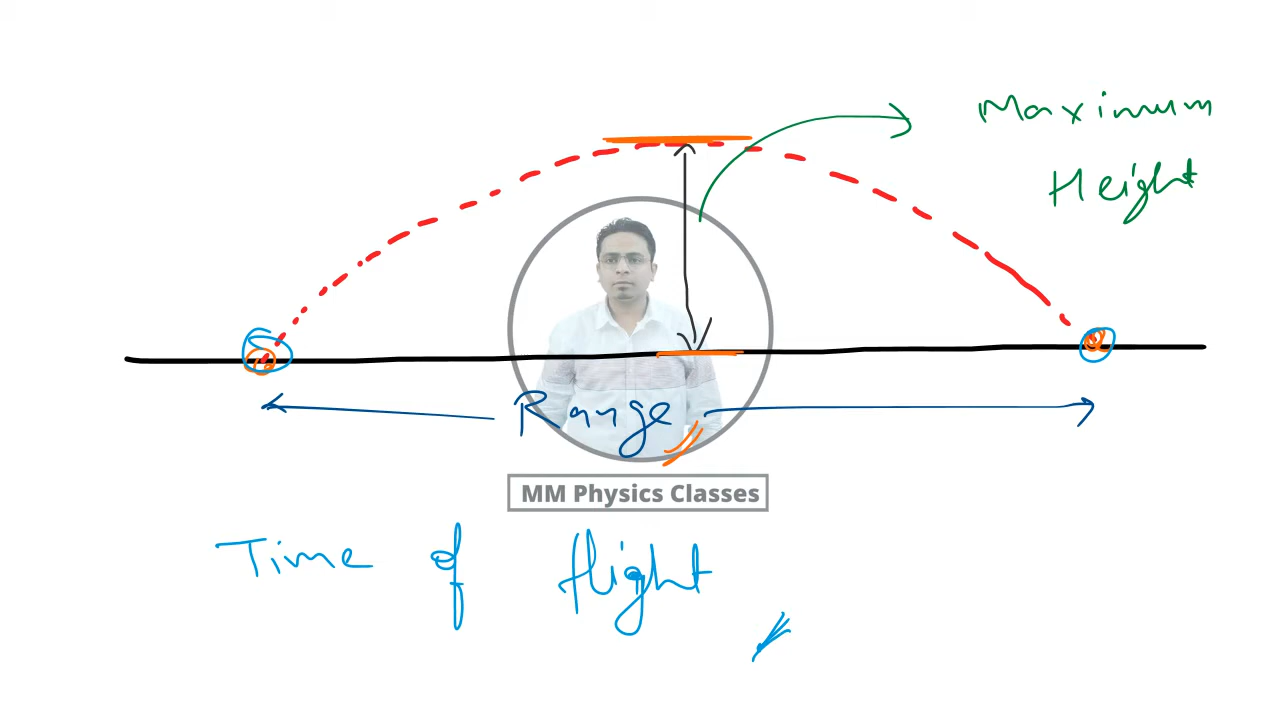 Maximum
Height
Range
MM Physics Classes
Time of flight